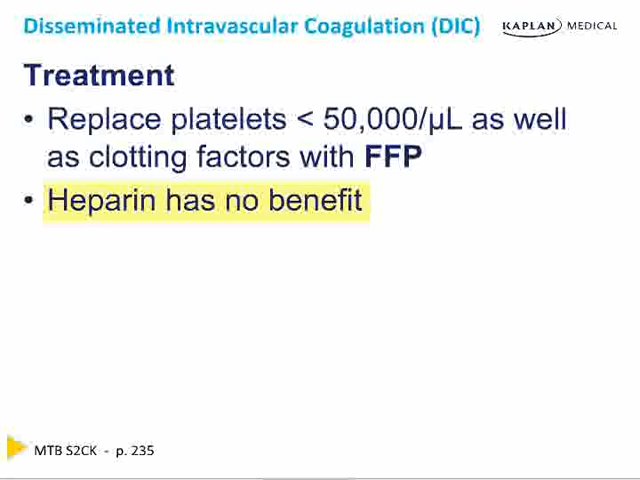 Disseminated Intravascular Coagulation (DIC)
KAPLAN MEDICAL
Treatment
• Replace platelets < 50,000/μL as well
as clotting factors with FFP
• Heparin has no benefit
MTB S2CK - p. 235